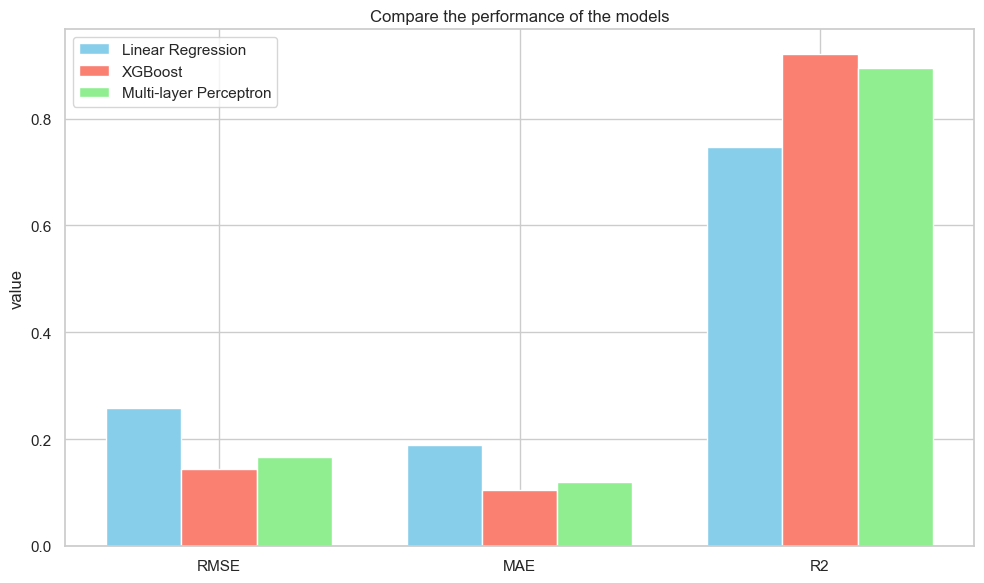 Compare the performance of the models
Linear Regression
XGBoost
Multi-layer Perceptron
value
0.8
0.6
0.4
0.2
0.0
RMSE
MAE
R2